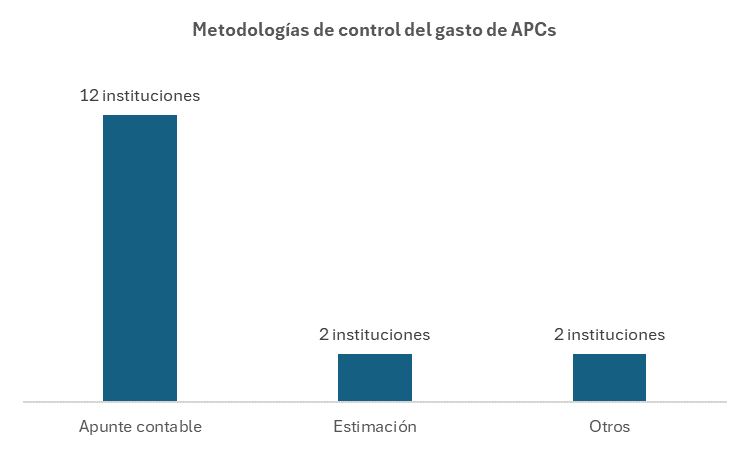 Metodologías de control del gasto de APCs
12 instituciones
2 instituciones
2 instituciones
Apunte contable
Estimación
Otros